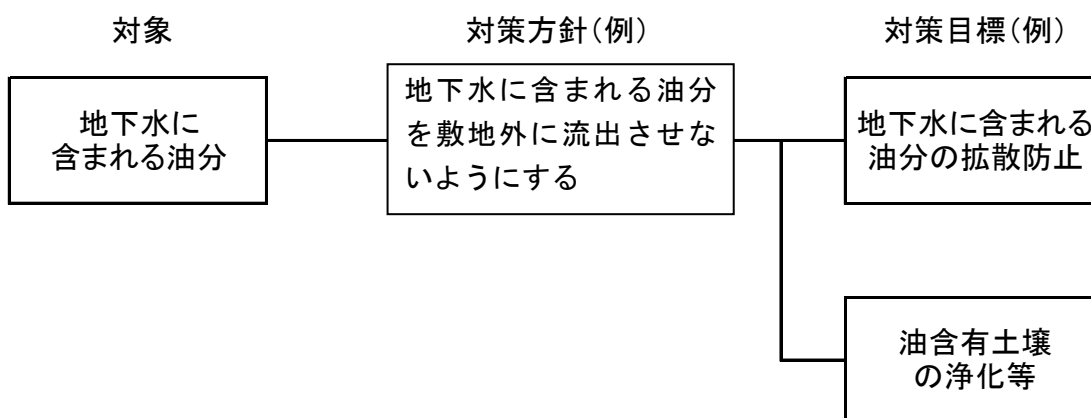 対象
対策方針(例)
対策目標(例)
地下水に
含まれる油分
地下水に含まれる油分
を敷地外に流出させな
いようにする
地下水に含まれる
油分の拡散防止
油含有土壌
の浄化等